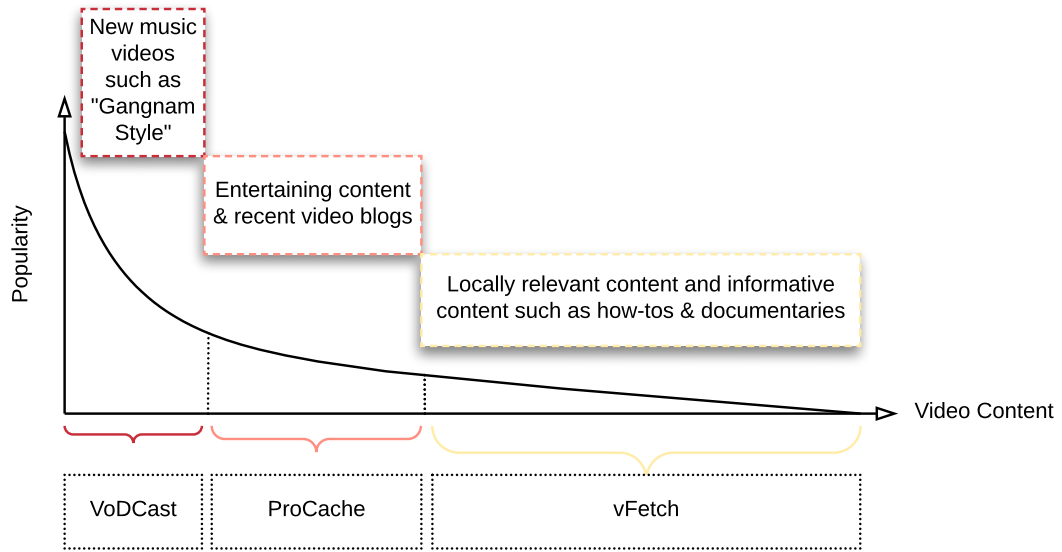 New music
videos
such as
"Gangnam
Style"
Entertaining content
& recent video blogs
Locally relevant content and informative
content such as how-tos & documentaries
Popularity
Video Content
VoDCast
ProCache
vFetch